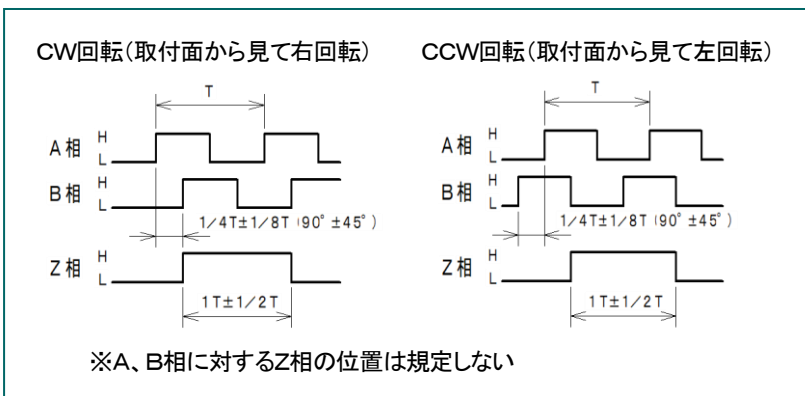 CW回転(取付面から見て右回転)
T
A相 H L
B相 H L
1/4T±1/8T (90°±45°)
Z相 H L
1T±1/2T
CCW回転(取付面から見て左回転)
T
A相 H L
B相 H L
1/4T±1/8T (90°±45°)
Z相 H L
1T±1/2T
※A、B相に対するZ相の位置は規定しない